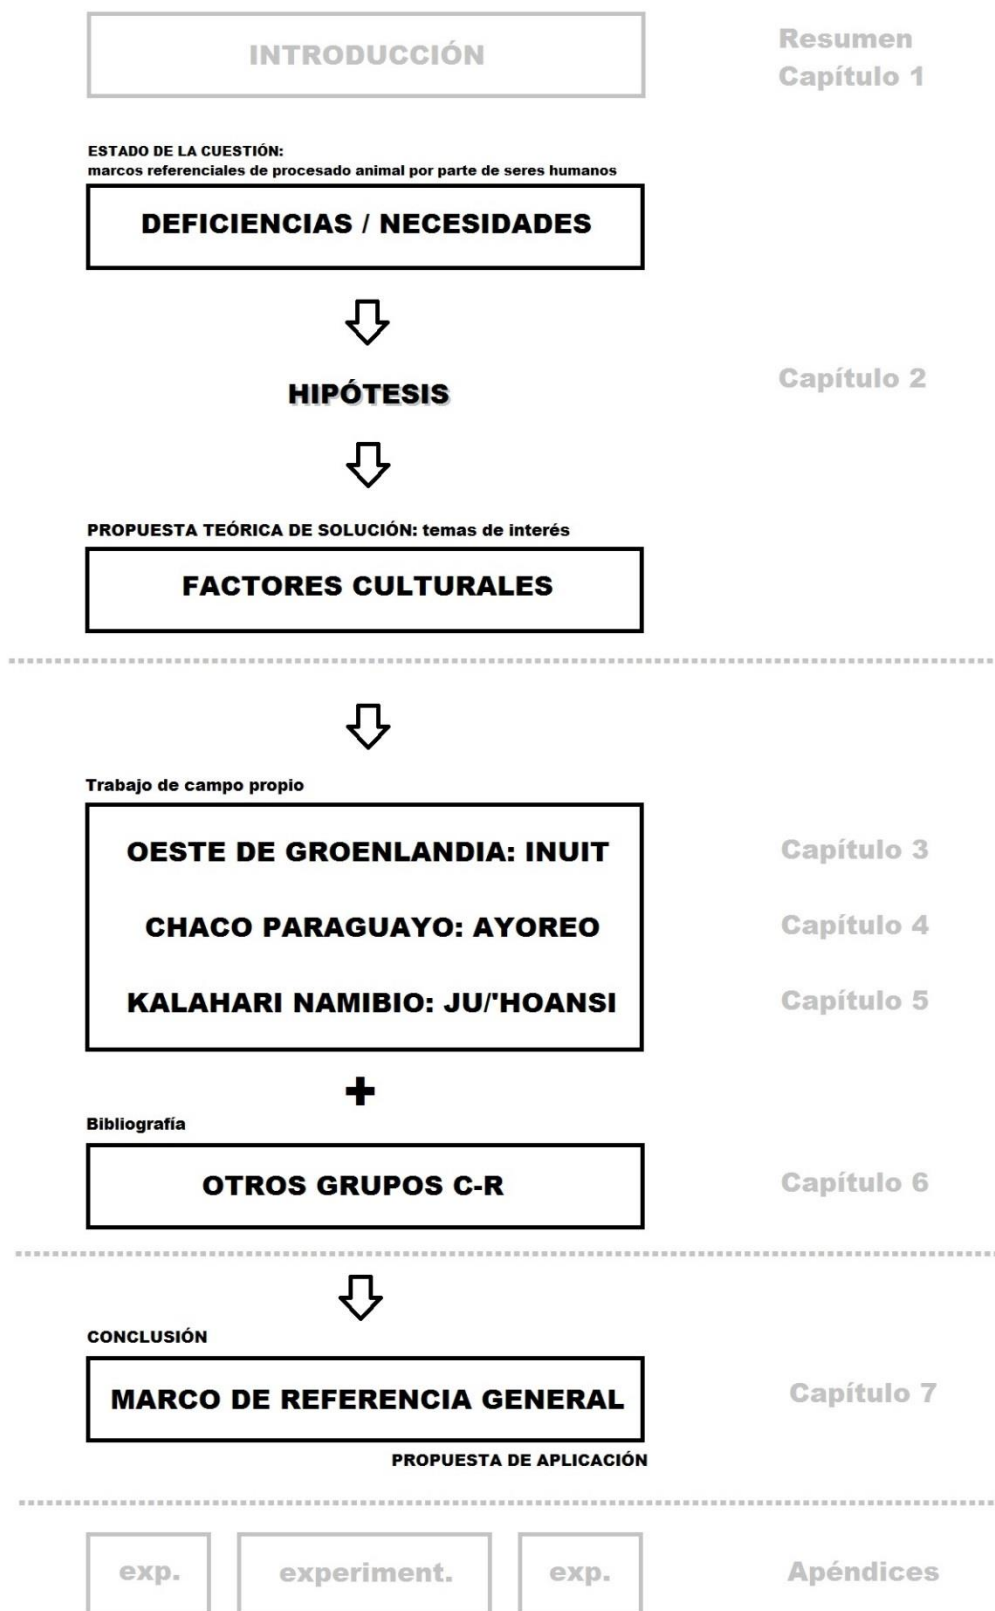 INTRODUCCIÓN
Resumen
Capítulo 1
ESTADO DE LA CUESTIÓN:
marcos referenciales de procesado animal por parte de seres humanos
DEFICIENCIAS / NECESIDADES
HIPÓTESIS
Capítulo 2
PROPUESTA TEÓRICA DE SOLUCIÓN: temas de interés
FACTORES CULTURALES
Trabajo de campo propio
OESTE DE GROENLANDIA: INUIT
Capítulo 3
CHACO PARAGUAYO: AYOREO
Capítulo 4
KALAHARI NAMIBIO: JU/'HOANSI
Capítulo 5
+
Bibliografía
OTROS GRUPOS C-R
Capítulo 6
CONCLUSIÓN
MARCO DE REFERENCIA GENERAL
Capítulo 7
PROPUESTA DE APLICACIÓN
exp.
experiment.
exp.
Apéndices